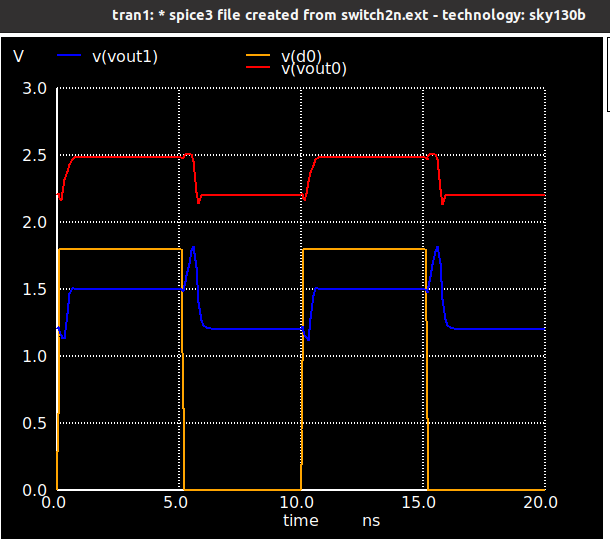 tran1: * spice3 file created from switch2n.ext - technology: sky130b
V v(vout1) v(d0)
v(vout0)
3.0
2.5
2.0
1.5
1.0
0.5
0.0
0.0 5.0 10.0 15.0 20.0
time ns